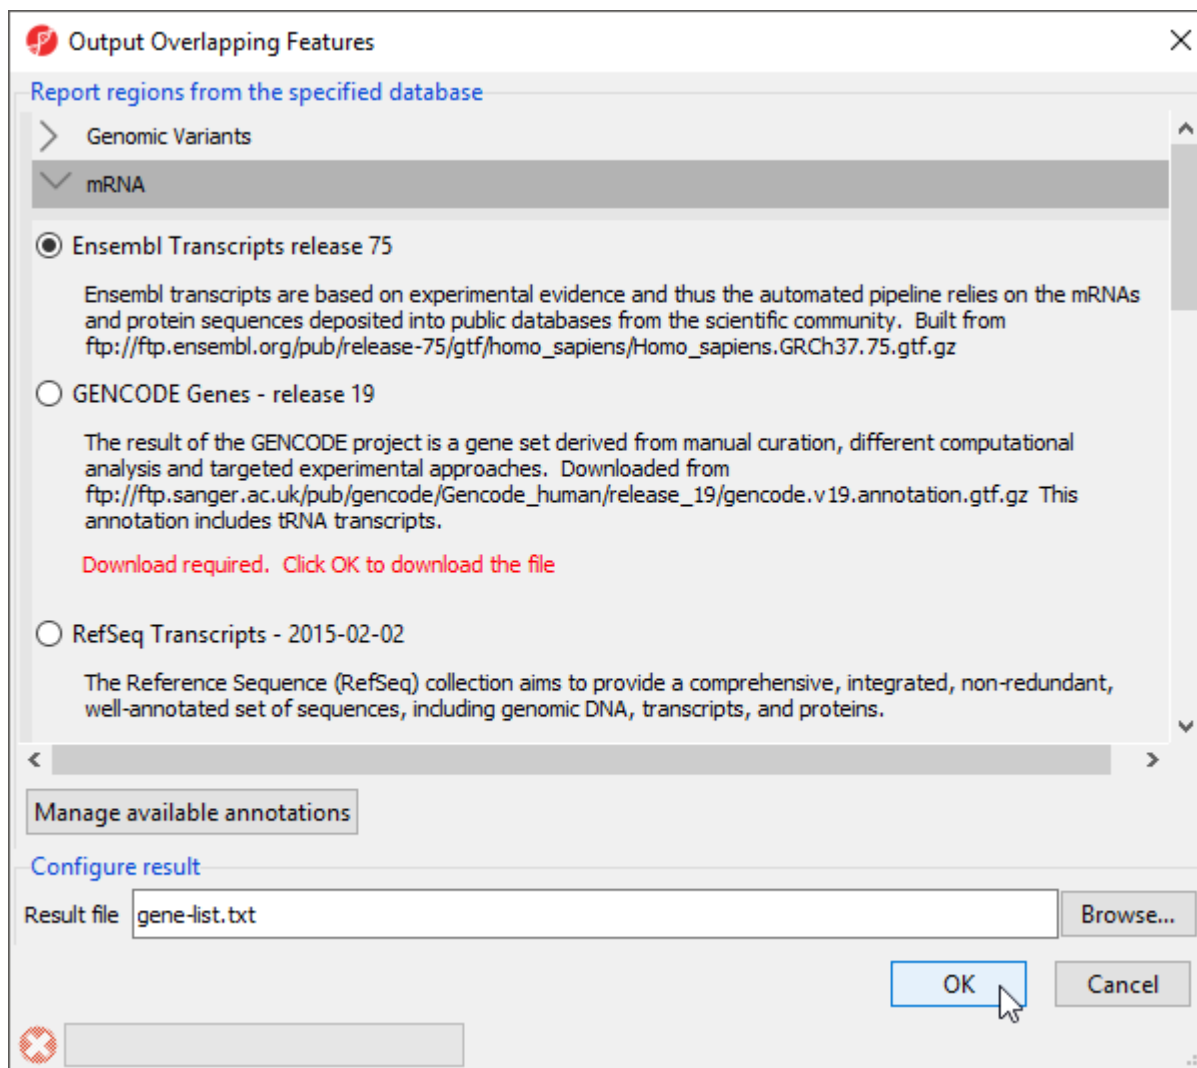 Output Overlapping Features
Report regions from the specified database
Genomic Variants
mRNA
Ensembl Transcripts release 75
Ensembl transcripts are based on experimental evidence and thus the automated pipeline relies on the mRNAs
and protein sequences deposited into public databases from the scientific community.  Built from
ftp://ftp.ensembl.org/pub/release-75/gtf/homo_sapiens/Homo_sapiens.GRCh37.75.gtf.gz
GENCODE Genes - release 19
The result of the GENCODE project is a gene set derived from manual curation, different computational
analysis and targeted experimental approaches.  Downloaded from
ftp://ftp.sanger.ac.uk/pub/gencode/Gencode_human/release_19/gencode.v19.annotation.gtf.gz  This
annotation includes tRNA transcripts.
Download required.  Click OK to download the file
RefSeq Transcripts - 2015-02-02
The Reference Sequence (RefSeq) collection aims to provide a comprehensive, integrated, non-redundant,
well-annotated set of sequences, including genomic DNA, transcripts, and proteins.
Manage available annotations
Configure result
Result file gene-list.txt Browse...
OK Cancel